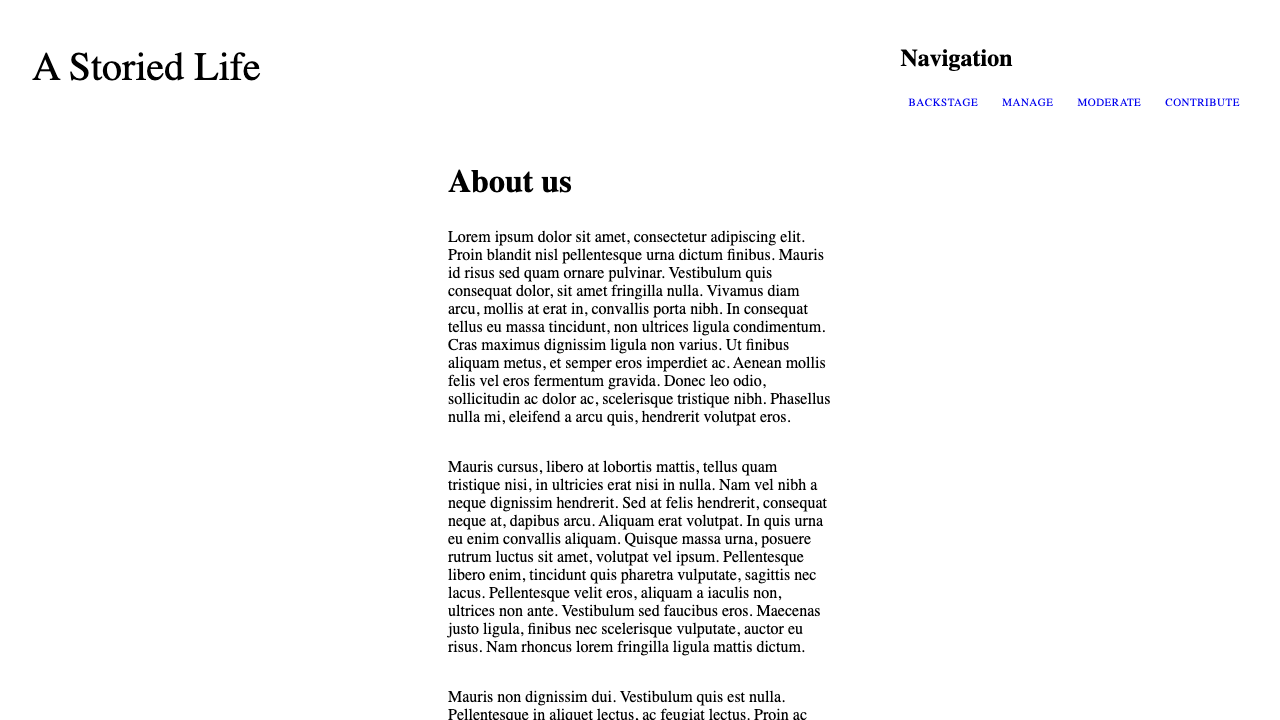 A Storied Life
Navigation
BACKSTAGE MANAGE MODERATE CONTRIBUTE
About us
Lorem ipsum dolor sit amet, consectetur adipiscing elit.
Proin blandit nisl pellentesque urna dictum finibus. Mauris
id risus sed quam ornare pulvinar. Vestibulum quis
consequat dolor, sit amet fringilla nulla. Vivamus diam
arcu, mollis at erat in, convallis porta nibh. In consequat
tellus eu massa tincidunt, non ultrices ligula condimentum.
Cras maximus dignissim ligula non varius. Ut finibus
aliquam metus, et semper eros imperdiet ac. Aenean mollis
felis vel eros fermentum gravida. Donec leo odio,
sollicitudin ac dolor ac, scelerisque tristique nibh. Phasellus
nulla mi, eleifend a arcu quis, hendrerit volutpat eros.
Mauris cursus, libero at lobortis mattis, tellus quam
tristique nisi, in ultricies erat nisi in nulla. Nam vel nibh a
neque dignissim hendrerit. Sed at felis hendrerit, consequat
neque at, dapibus arcu. Aliquam erat volutpat. In quis urna
eu enim convallis aliquam. Quisque massa urna, posuere
rutrum luctus sit amet, volutpat vel ipsum. Pellentesque
libero enim, tincidunt quis pharetra vulputate, sagittis nec
lacus. Pellentesque velit eros, aliquam a iaculis non,
ultrices non ante. Vestibulum sed faucibus eros. Maecenas
justo ligula, finibus nec scelerisque vulputate, auctor eu
risus. Nam rhoncus lorem fringilla ligula mattis dictum.
Mauris non dignissim dui. Vestibulum quis est nulla.
Pellentesque in aliquet lectus, ac feugiat lectus. Proin ac